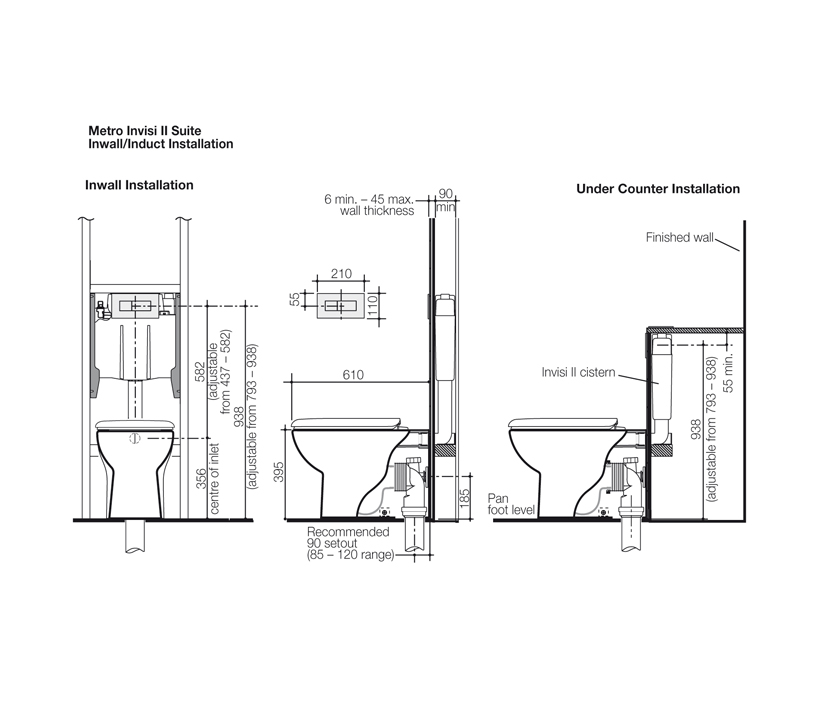 Metro Invisi II Suite
Inwall/Induct Installation
Inwall Installation
Under Counter Installation
6 min. – 45 max.
wall thickness
90
min
Finished wall
210
55
110
610
582
(adjustable
from 437 – 582)
938
(adjustable from 793 – 938)
356
centre of inlet
395
185
Recommended
90 setout
(85 – 120 range)
Invisi II cistern
55 min.
938
(adjustable from 793 – 938)
Pan
foot level